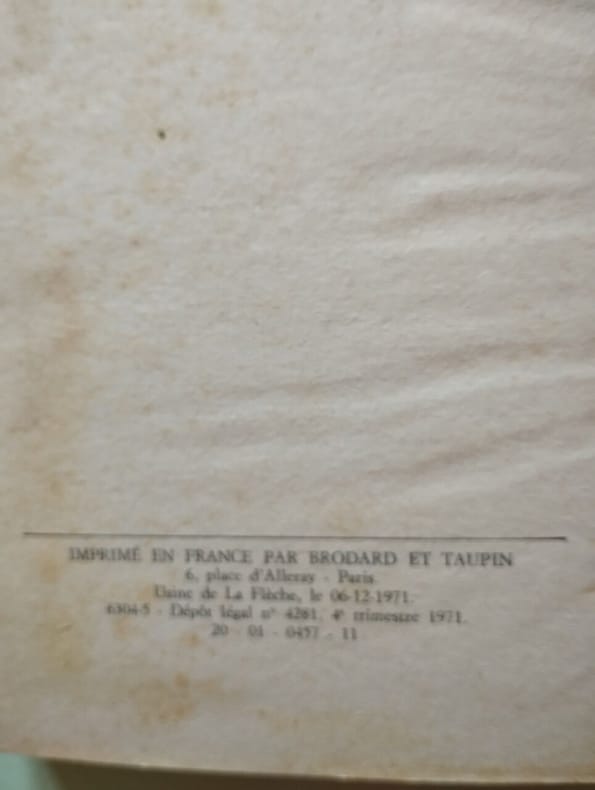 IMPRIMÉ EN FRANCE PAR BRODARD ET TAUPIN
6, place d'Alleray - Paris.
Usine de La Flèche, le 06-12-1971.
6304-5 - Dépôt légal n° 4261, 4e trimestre 1971.
20 - 01 - 0457 - 11